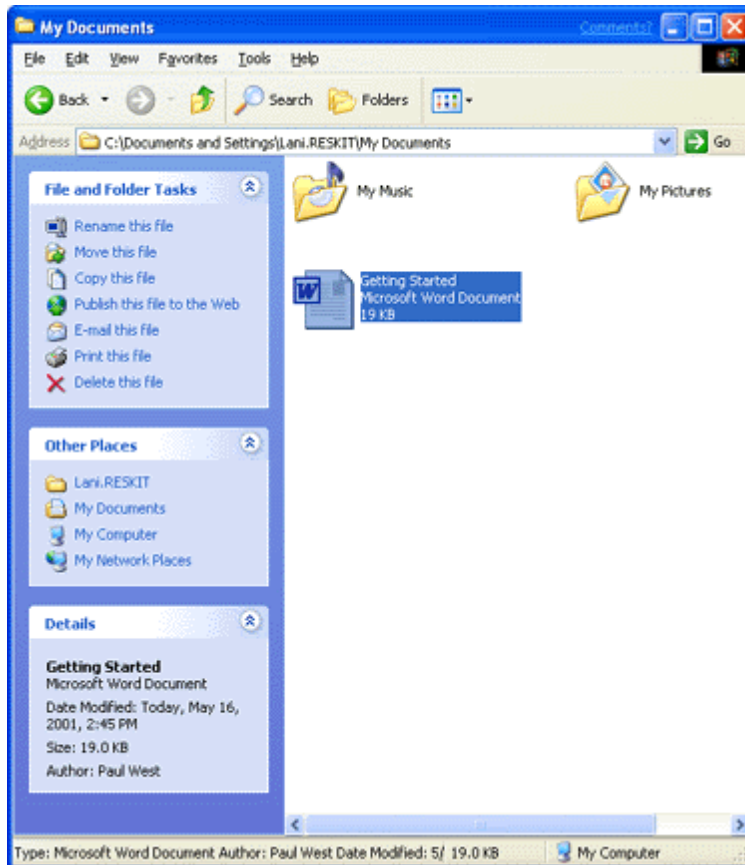 My Documents
Comments?
File Edit View Favorites Tools Help
Back Search Folders
Address C:\Documents and Settings\Lani.RESKIT\My Documents Go
File and Folder Tasks
Rename this file
Move this file
Copy this file
Publish this file to the Web
E-mail this file
Print this file
Delete this file
Other Places
Lani.RESKIT
My Documents
My Computer
My Network Places
Details
Getting Started
Microsoft Word Document
Date Modified: Today, May 16,
2001, 2:45 PM
Size: 19.0 KB
Author: Paul West
My Music
My Pictures
W
Getting Started
Microsoft Word Document
19 KB
Type: Microsoft Word Document Author: Paul West Date Modified: 5/ 19.0 KB My Computer